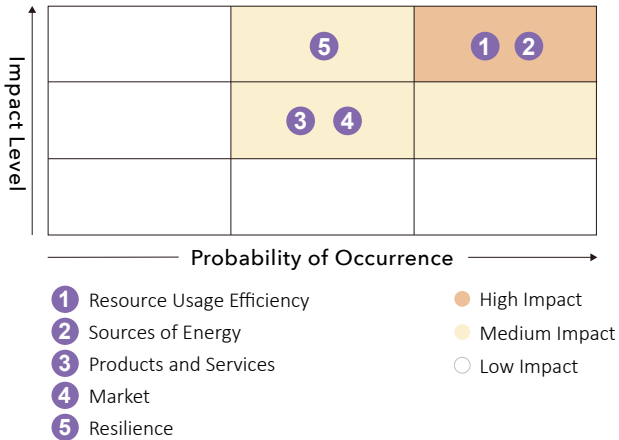 5
1 2
Impact Level
3 4
Probability of Occurrence
1 Resource Usage Efficiency
2 Sources of Energy
3 Products and Services
4 Market
5 Resilience
High Impact
Medium Impact
Low Impact